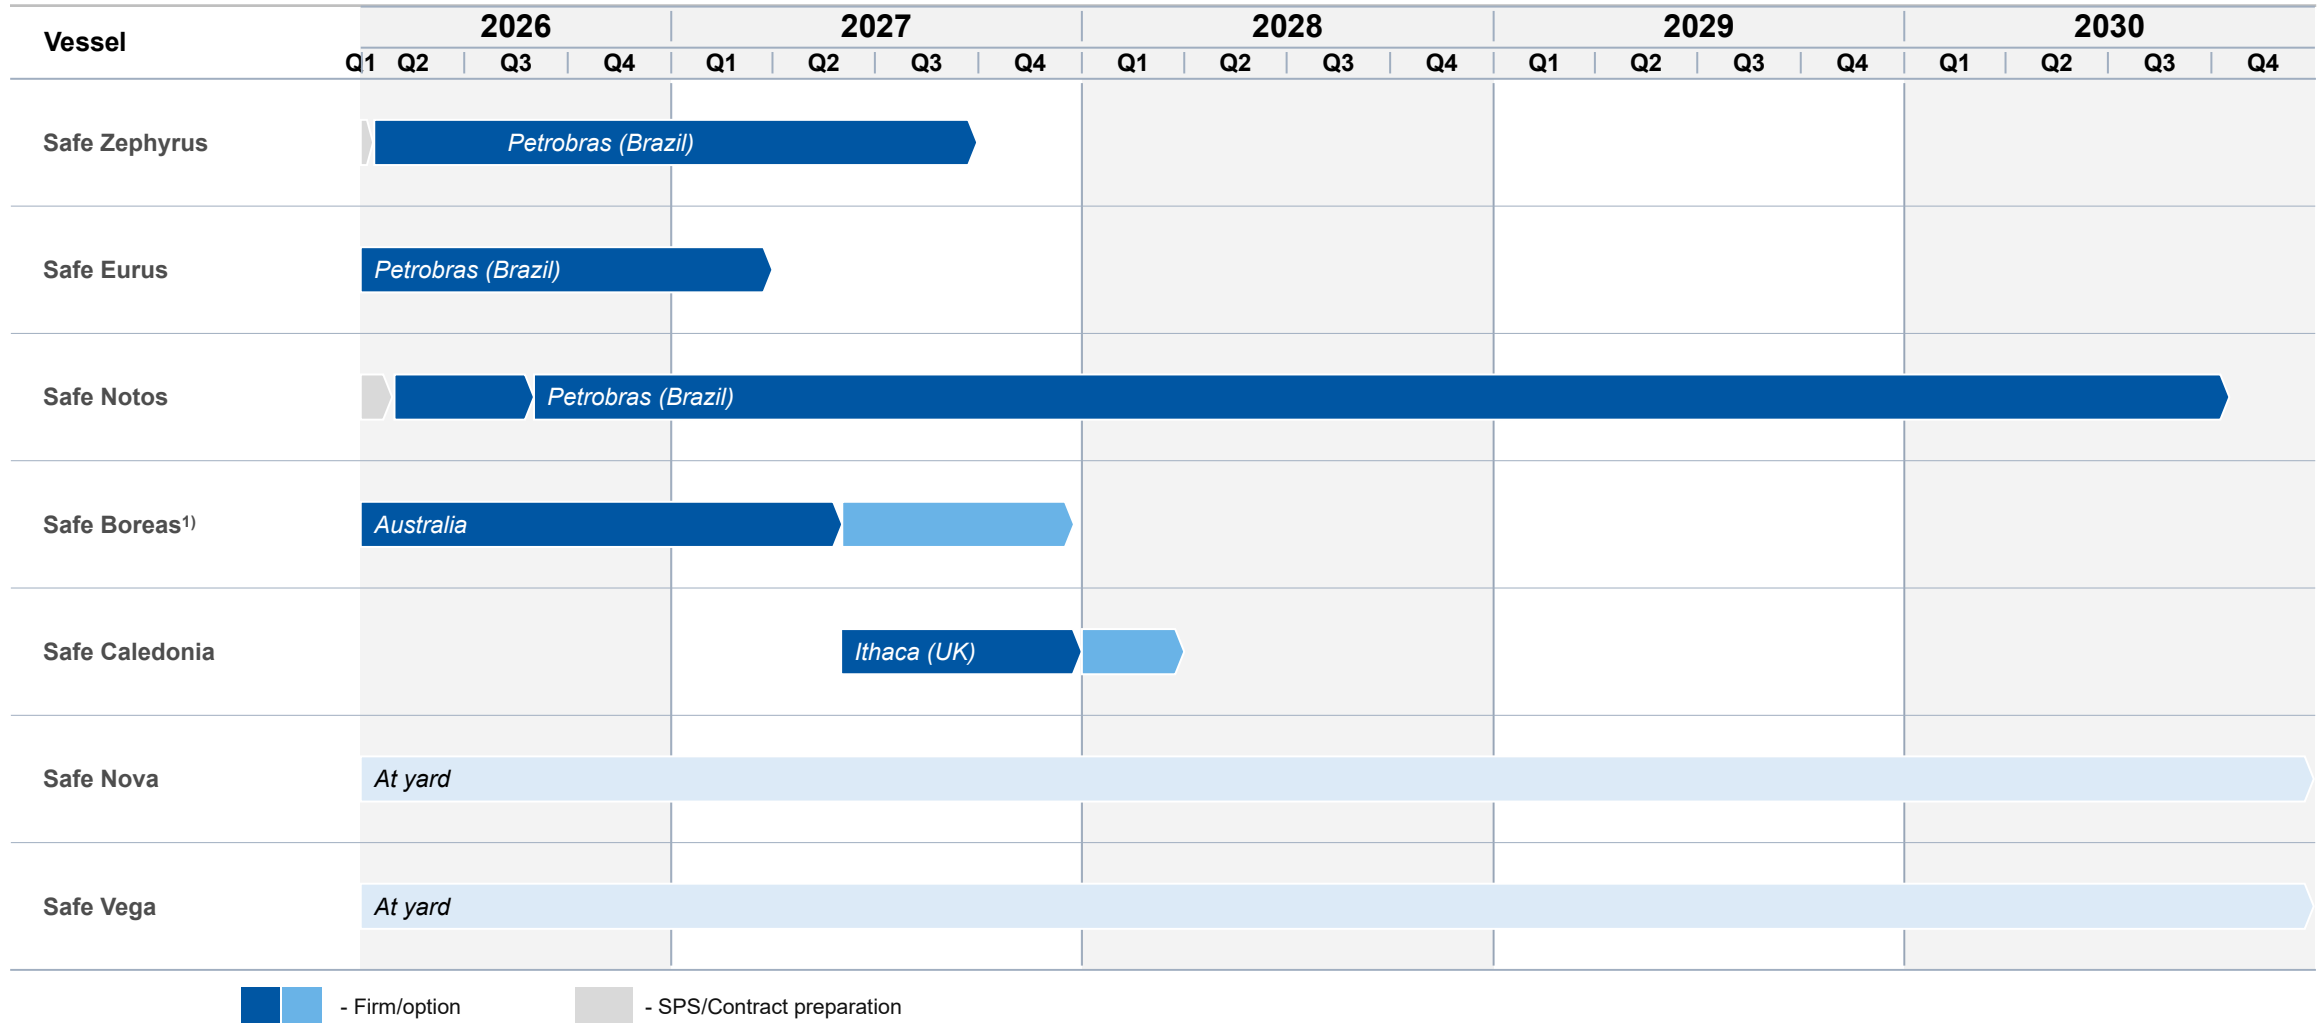 Vessel
2026 2027 2028 2029 2030
Q1 Q2 Q3 Q4 Q1 Q2 Q3 Q4 Q1 Q2 Q3 Q4 Q1 Q2 Q3 Q4 Q1 Q2 Q3 Q4
Safe Zephyrus Petrobras (Brazil)
Safe Eurus Petrobras (Brazil)
Safe Notos Petrobras (Brazil)
Safe Boreas1) Australia
Safe Caledonia Ithaca (UK)
Safe Nova At yard
Safe Vega At yard
- Firm/option - SPS/Contract preparation